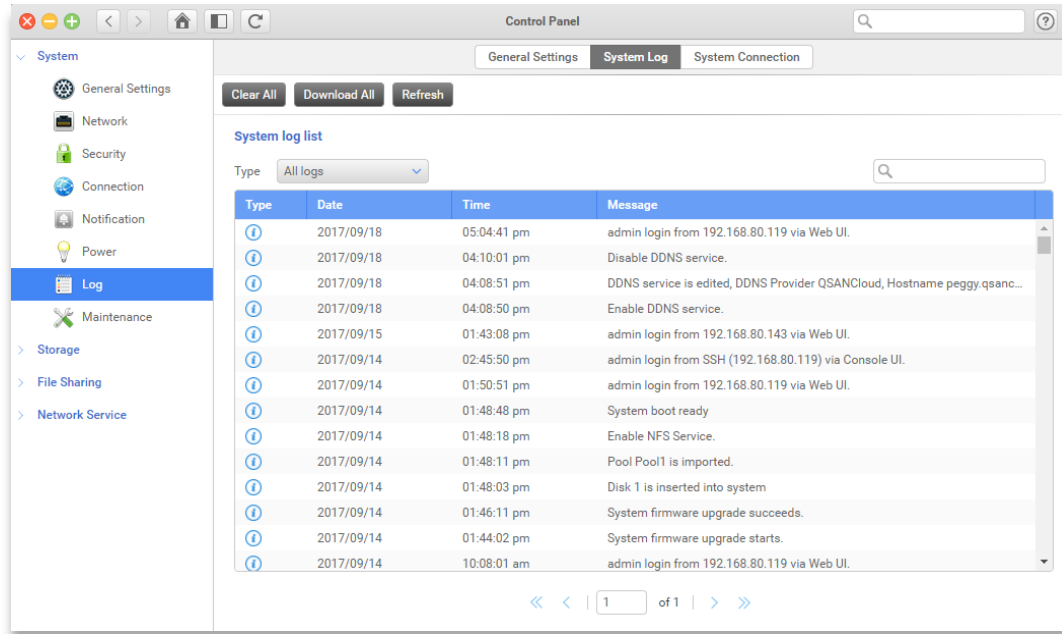 Control Panel
System
General Settings
Network
Security
Connection
Notification
Power
Log
Maintenance
Storage
File Sharing
Network Service
General Settings System Log System Connection
Clear All Download All Refresh
System log list
Type All logs
Type Date Time Message
2017/09/18 05:04:41 pm admin login from 192.168.80.119 via Web UI.
2017/09/18 04:10:01 pm Disable DDNS service.
2017/09/18 04:08:51 pm DDNS service is edited, DDNS Provider QSANCloud, Hostname peggy.qsanc...
2017/09/18 04:08:50 pm Enable DDNS service.
2017/09/15 01:43:08 pm admin login from 192.168.80.143 via Web UI.
2017/09/14 02:45:50 pm admin login from SSH (192.168.80.119) via Console UI.
2017/09/14 01:50:51 pm admin login from 192.168.80.119 via Web UI.
2017/09/14 01:48:48 pm System boot ready
2017/09/14 01:48:18 pm Enable NFS Service.
2017/09/14 01:48:11 pm Pool Pool1 is imported.
2017/09/14 01:48:03 pm Disk 1 is inserted into system
2017/09/14 01:46:11 pm System firmware upgrade succeeds.
2017/09/14 01:44:02 pm System firmware upgrade starts.
2017/09/14 10:08:01 am admin login from 192.168.80.119 via Web UI.
1 of 1